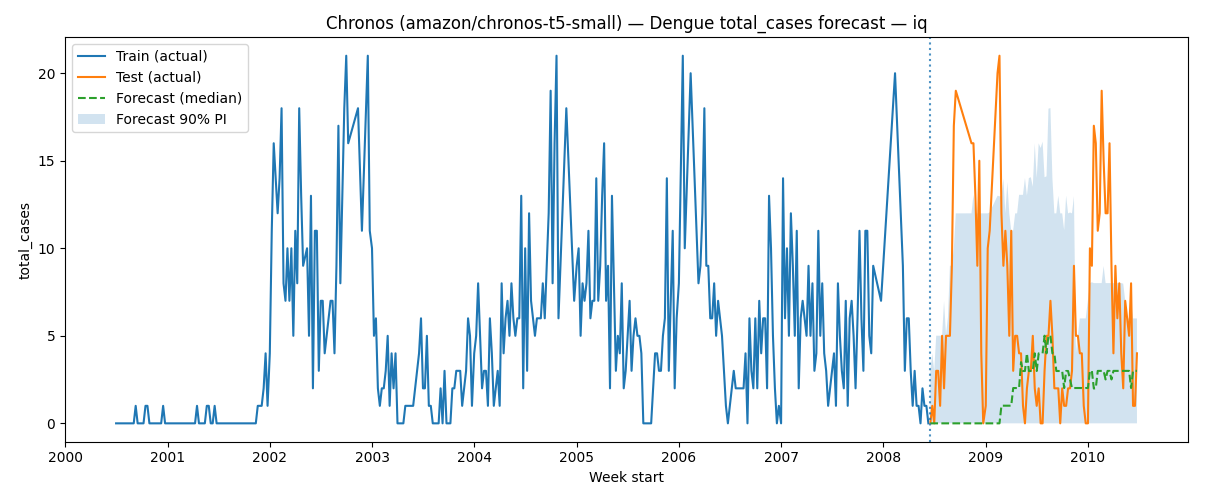 Chronos (amazon/chronos-t5-small) — Dengue total_cases forecast — iq
Train (actual)
Test (actual)
Forecast (median)
Forecast 90% PI
total_cases
20
15
10
5
0
2000 2001 2002 2003 2004 2005 2006 2007 2008 2009 2010
Week start